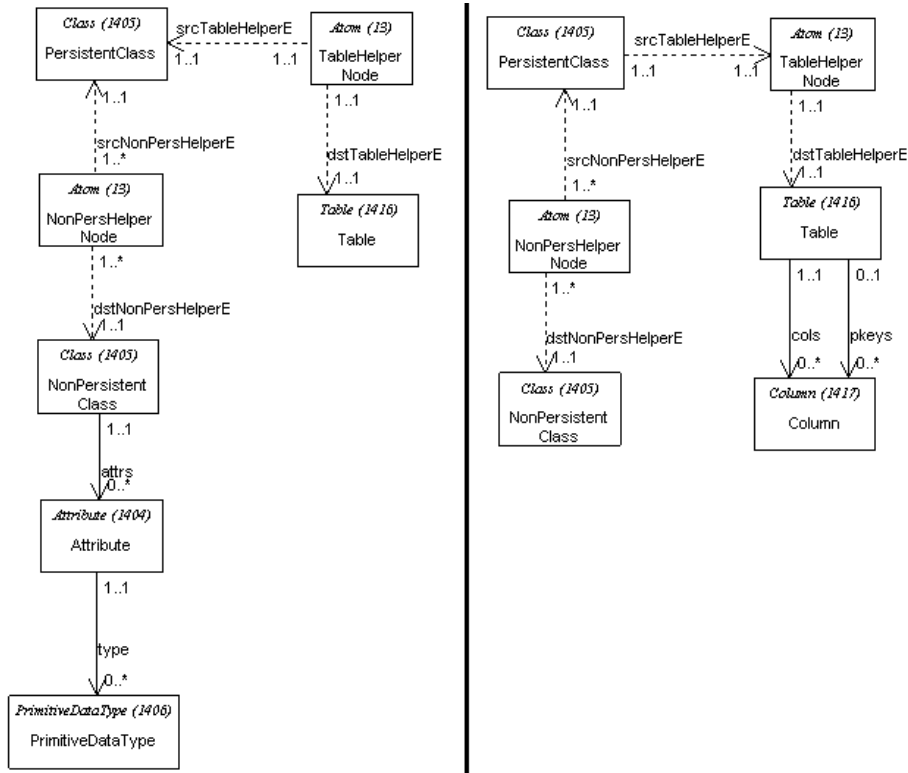 Class (1405)
PersistentClass
1..1
srcTableHelperE
1..1
1..1
Atom (13)
TableHelper
Node
1..1
dstTableHelperE
1..1
Table (1416)
Table
1..1
srcNonPersHelperE
1..*
Atom (13)
NonPersHelper
Node
1..*
dstNonPersHelperE
1..1
Class (1405)
NonPersistent
Class
1..1
attrs
0..*
Attribute (1404)
Attribute
1..1
type
0..*
PrimitiveDataType (1406)
PrimitiveDataType
Class (1405)
PersistentClass
1..1
srcTableHelperE
1..1
1..1
Atom (13)
TableHelper
Node
1..1
dstTableHelperE
1..1
Table (1416)
Table
1..1
0..1
cols
pkeys
0..*
0..*
Column (1417)
Column
srcNonPersHelperE
1..*
Atom (13)
NonPersHelper
Node
1..*
dstNonPersHelperE
1..1
Class (1405)
NonPersistent
Class